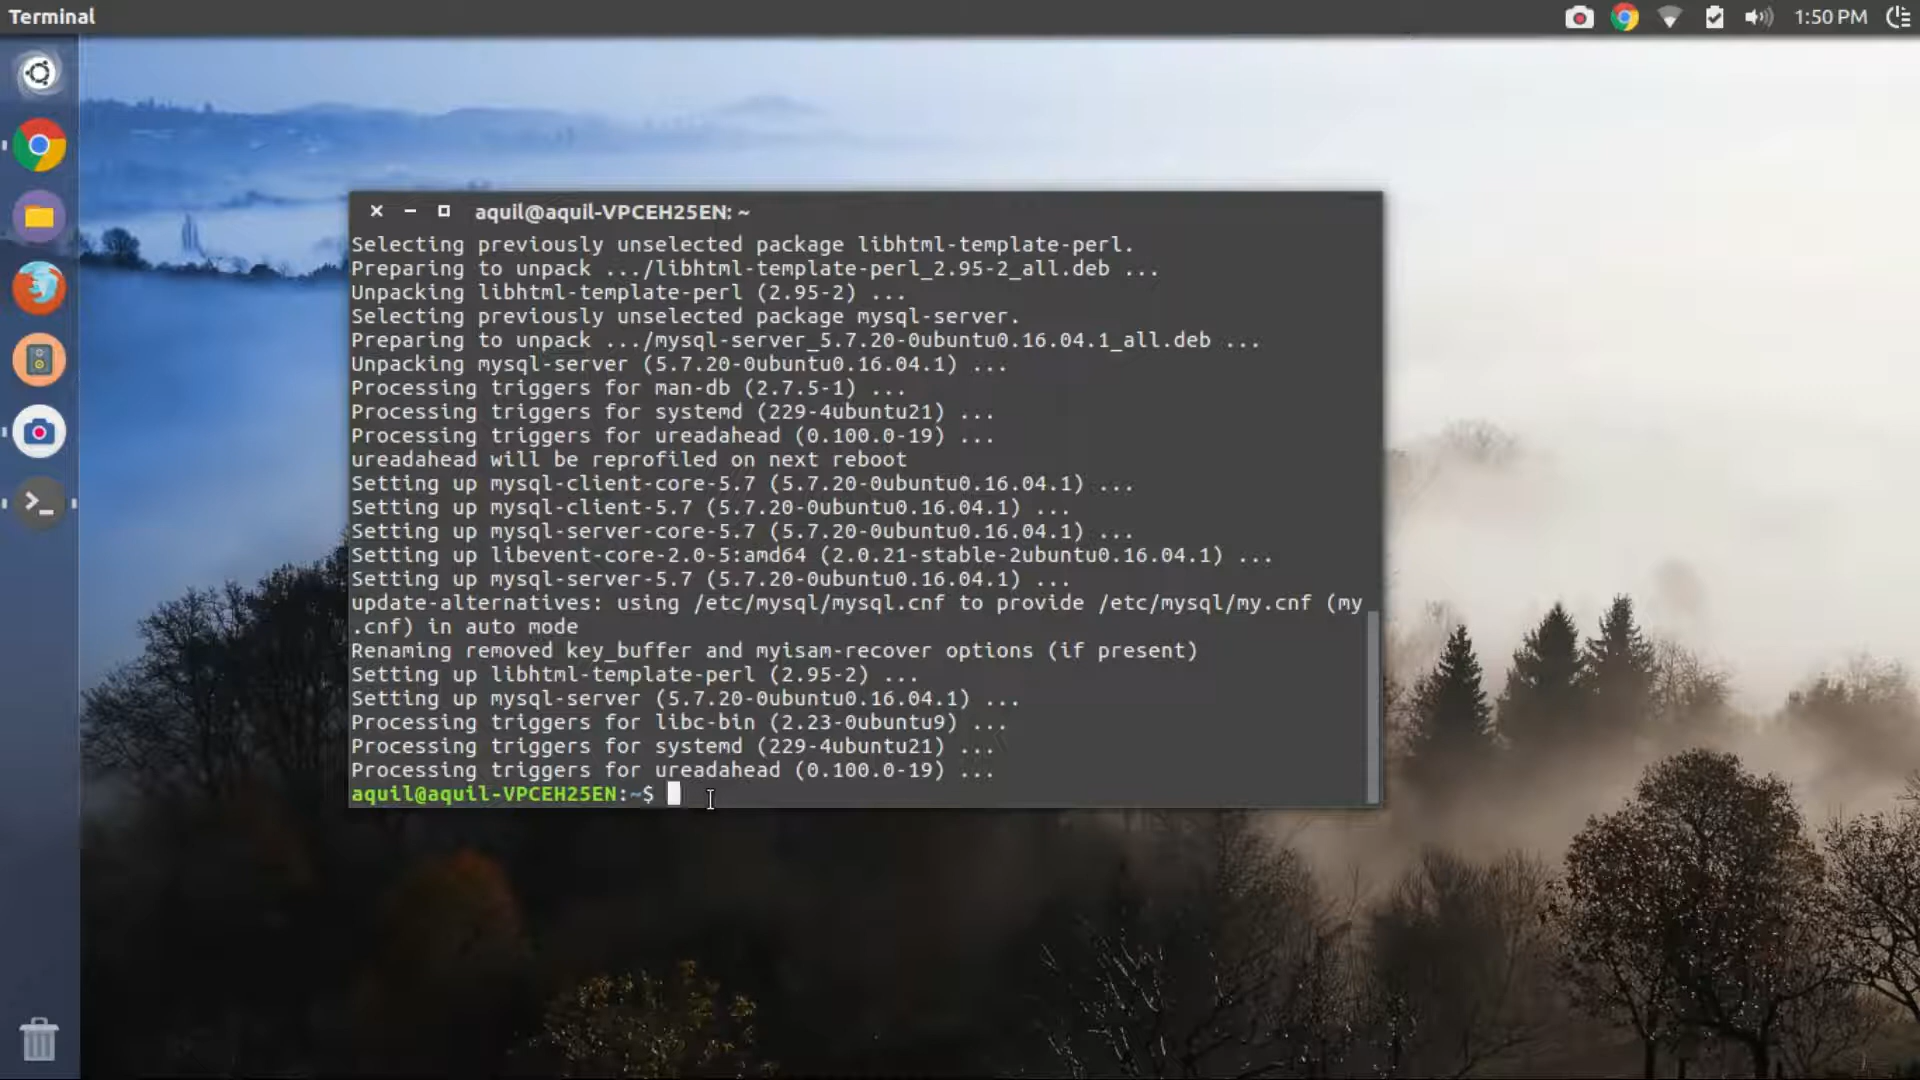 Terminal
1:50 PM
aquil@aquil-VPCEH25EN: ~
Selecting previously unselected package libhtml-template-perl.
Preparing to unpack .../libhtml-template-perl_2.95-2_all.deb ...
Unpacking libhtml-template-perl (2.95-2) ...
Selecting previously unselected package mysql-server.
Preparing to unpack .../mysql-server_5.7.20-0ubuntu0.16.04.1_all.deb ...
Unpacking mysql-server (5.7.20-0ubuntu0.16.04.1) ...
Processing triggers for man-db (2.7.5-1) ...
Processing triggers for systemd (229-4ubuntu21) ...
Processing triggers for ureadahead (0.100.0-19) ...
ureadahead will be reprofiled on next reboot
Setting up mysql-client-core-5.7 (5.7.20-0ubuntu0.16.04.1) ...
Setting up mysql-client-5.7 (5.7.20-0ubuntu0.16.04.1) ...
Setting up mysql-server-core-5.7 (5.7.20-0ubuntu0.16.04.1) ...
Setting up libevent-core-2.0-5:amd64 (2.0.21-stable-2ubuntu0.16.04.1) ...
Setting up mysql-server-5.7 (5.7.20-0ubuntu0.16.04.1) ...
update-alternatives: using /etc/mysql/mysql.cnf to provide /etc/mysql/my.cnf (my
.cnf) in auto mode
Renaming removed key_buffer and myisam-recover options (if present)
Setting up libhtml-template-perl (2.95-2) ...
Setting up mysql-server (5.7.20-0ubuntu0.16.04.1) ...
Processing triggers for libc-bin (2.23-0ubuntu9) ...
Processing triggers for systemd (229-4ubuntu21) ...
Processing triggers for ureadahead (0.100.0-19) ...
aquil@aquil-VPCEH25EN:~$